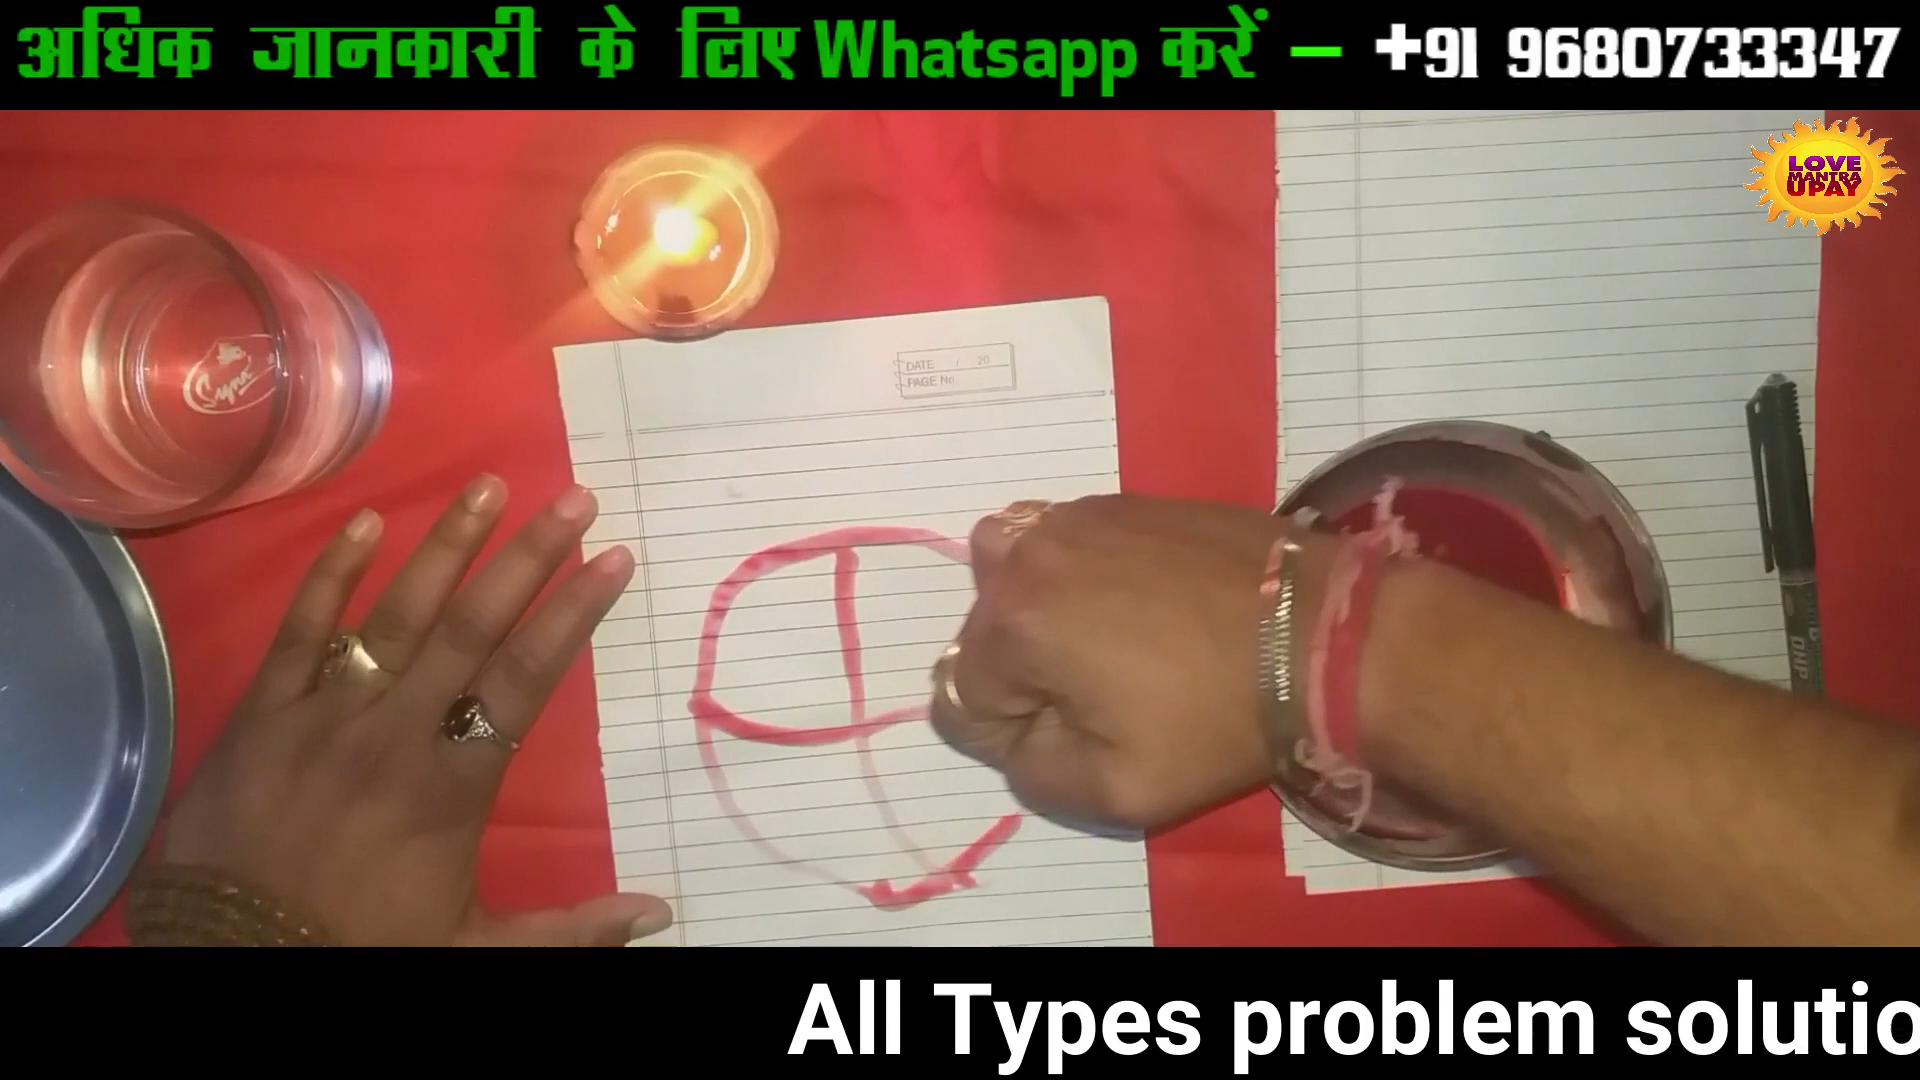 अधिक जानकारी के लिए Whatsapp करें – +91 9680733347
LOVE
MANTRA
UPAY
DATE / 20
PAGE No
All Types problem solutio